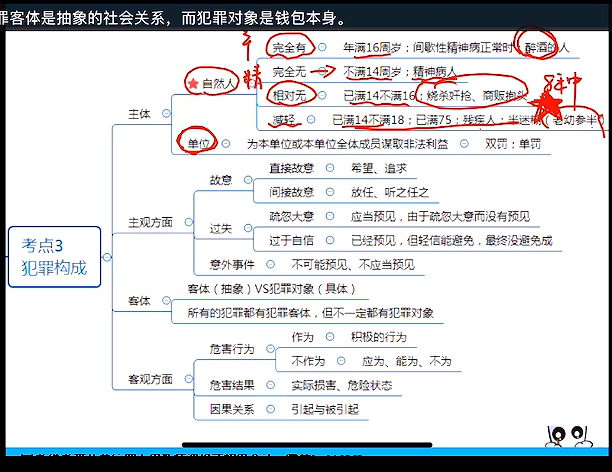 罪客体是抽象的社会关系，而犯罪对象是钱包本身。
年
完全有 年满16周岁；间歇性精神病正常时；醉酒的人
精
完全无 不满14周岁；精神病人
自然人
8种
相对无 已满14不满16；烧杀奸抢、商贩抱头
主体
减轻 已满14不满18；已满75；残疾人；半迷糊（老幼参半）
单位 为本单位或本单位全体成员谋取非法利益 双罚；单罚
直接故意 希望、追求
故意
间接故意 放任、听之任之
主观方面
疏忽大意 应当预见，由于疏忽大意而没有预见
过失
过于自信 已经预见，但轻信能避免，最终没避免成
考点3
犯罪构成
意外事件 不可能预见、不应当预见
客体（抽象）VS犯罪对象（具体）
客体
所有的犯罪都有犯罪客体，但不一定都有犯罪对象
作为 积极的行为
危害行为
不作为 应为、能为、不为
客观方面
危害结果 实际损害、危险状态
因果关系 引起与被引起